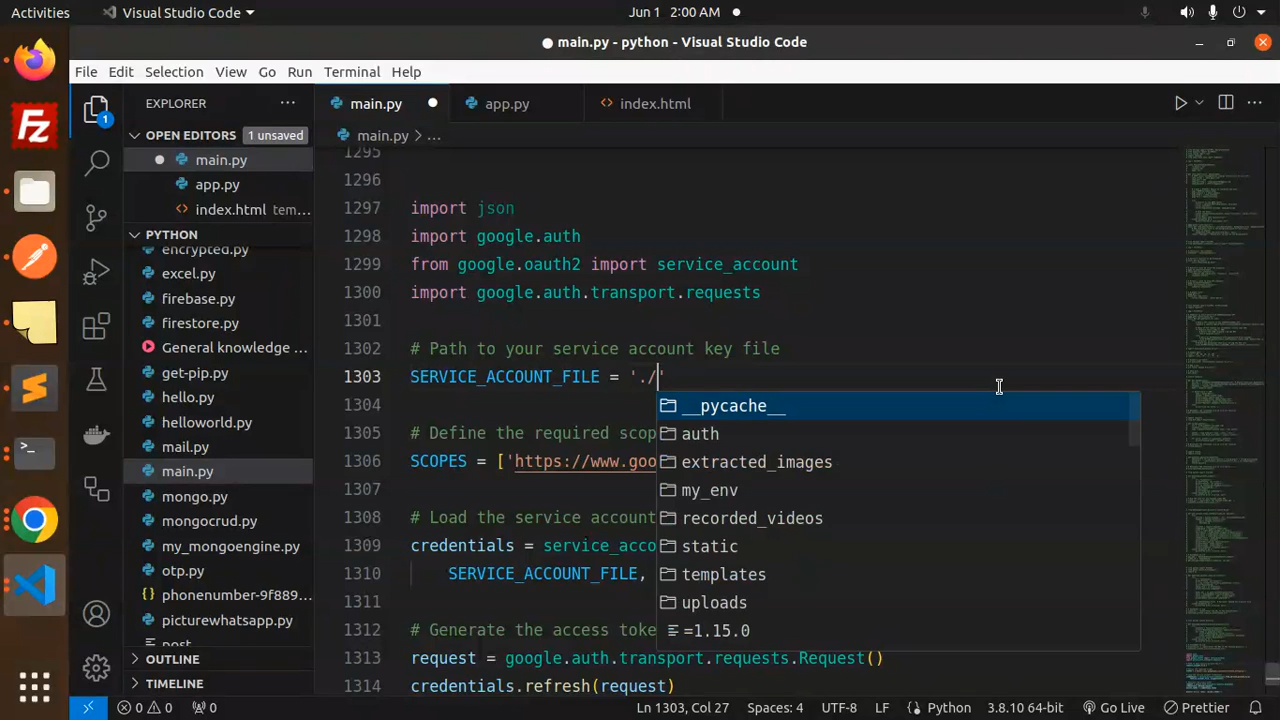 Activities
Visual Studio Code
Jun 1 2:00 AM
main.py - python - Visual Studio Code
File Edit Selection View Go Run Terminal Help
EXPLORER
main.py
app.py
index.html
OPEN EDITORS 1 unsaved
main.py > ...
main.py
app.py
index.html tem...
PYTHON
encrypted.py
excel.py
firebase.py
firestore.py
General knowledge ...
get-pip.py
hello.py
helloworld.py
mail.py
main.py
mongo.py
mongocrud.py
my_mongoengine.py
otp.py
phonenumber-9f889...
picturewhatsapp.py
OUTLINE
TIMELINE
1
1295
1296
1297 import json
1298 import google.auth
1299 from google.oauth2 import service_account
1300 import google.auth.transport.requests
1301
1302 # Path to your service account key file
1303 SERVICE_ACCOUNT_FILE = './'
1304
1305 # Define the required scop
1306 SCOPES = ['https://www.goo
1307
1308 # Load the service account
1309 credentials = service_acco
1310 SERVICE_ACCOUNT_FILE,
1311
1312 # Generate the access toke
1313 request = google.auth.transport.requests.Request()
1314 credentials.refresh(request)
__pycache__
auth
extracted_images
my_env
recorded_videos
static
templates
uploads
=1.15.0
0 0 0
Ln 1303, Col 27 Spaces: 4 UTF-8 LF Python 3.8.10 64-bit Go Live Prettier